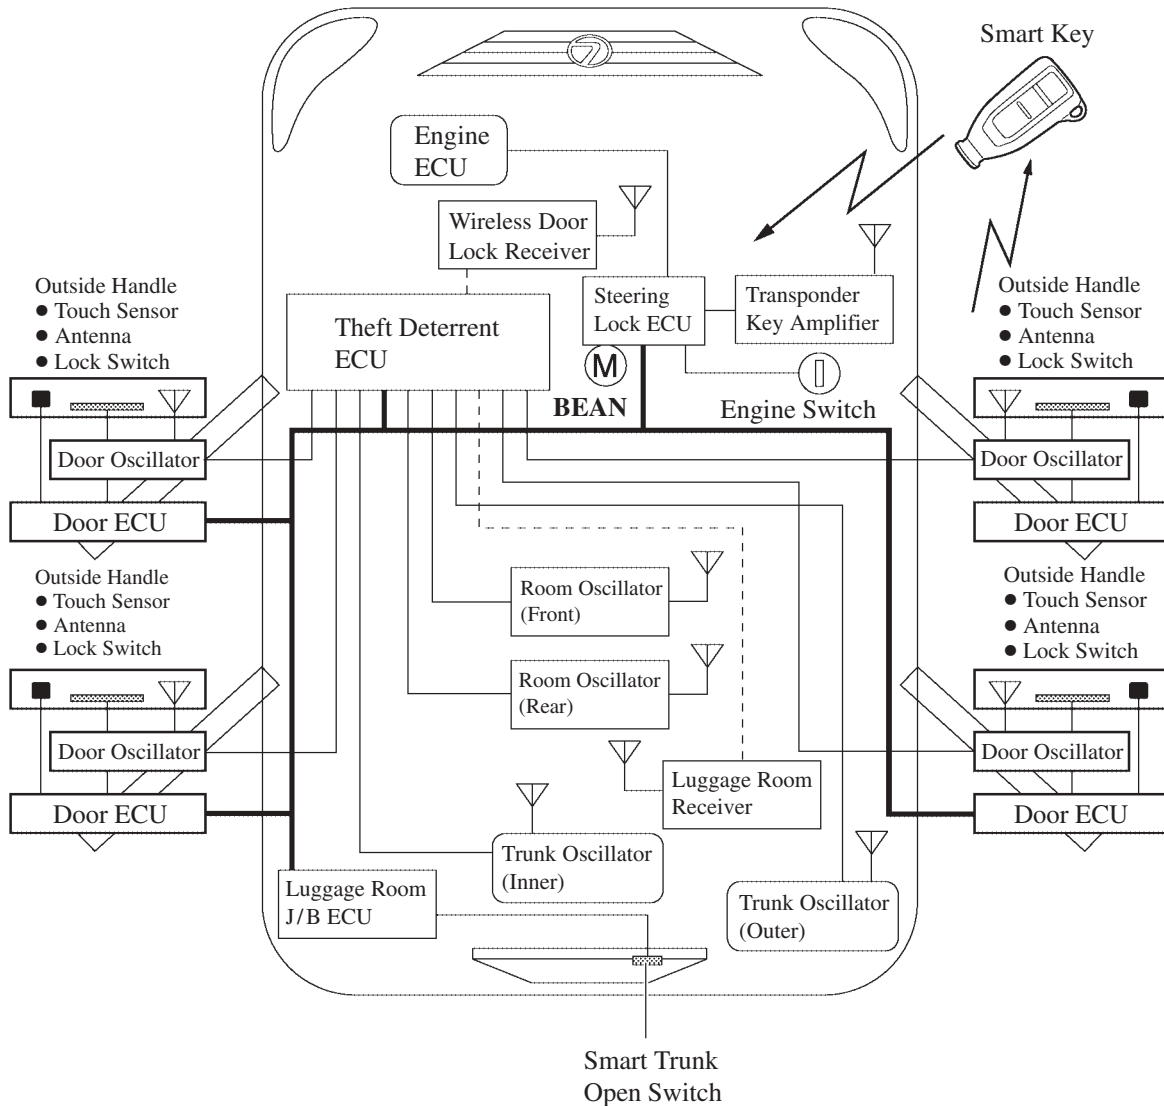 Smart Key
Engine
ECU
Wireless Door
Lock Receiver
Outside Handle
● Touch Sensor
● Antenna
● Lock Switch
Theft Deterrent
ECU
Steering
Lock ECU
Transponder
Key Amplifier
Outside Handle
● Touch Sensor
● Antenna
● Lock Switch
M
BEAN
Engine Switch
Door Oscillator
Door ECU
Door Oscillator
Door ECU
Outside Handle
● Touch Sensor
● Antenna
● Lock Switch
Room Oscillator
(Front)
Outside Handle
● Touch Sensor
● Antenna
● Lock Switch
Room Oscillator
(Rear)
Door Oscillator
Door ECU
Luggage Room
Receiver
Door Oscillator
Door ECU
Trunk Oscillator
(Inner)
Luggage Room
J/B ECU
Trunk Oscillator
(Outer)
Smart Trunk
Open Switch